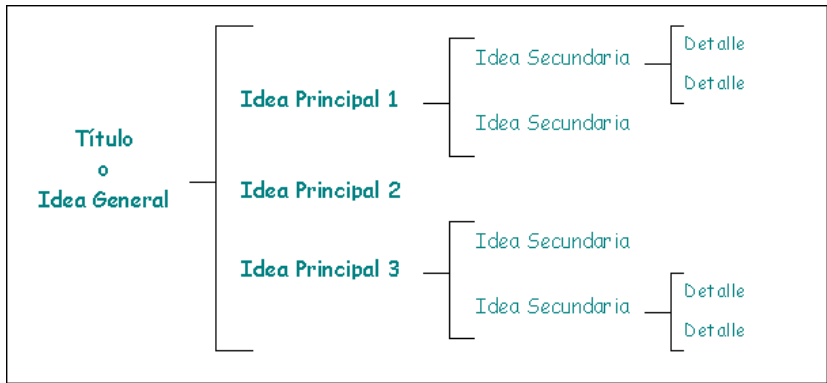 Título
o
Idea General
Idea Principal 1
Idea Secundaria
Detalle
Detalle
Idea Secundaria
Idea Principal 2
Idea Principal 3
Idea Secundaria
Idea Secundaria
Detalle
Detalle